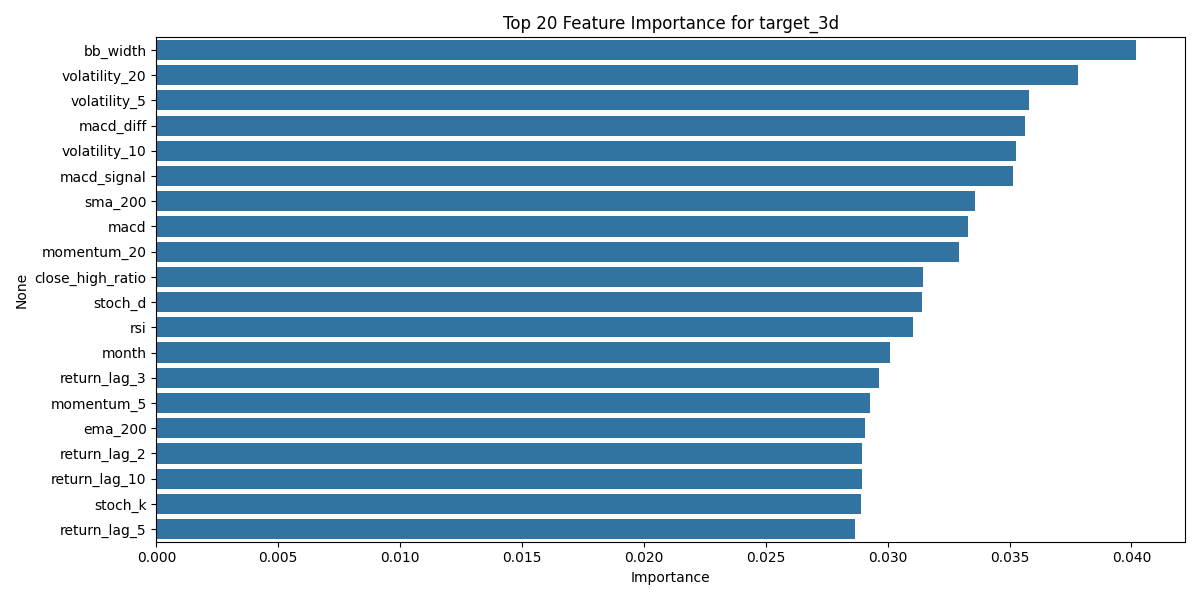 Top 20 Feature Importance for target_3d
bb_width
volatility_20
volatility_5
macd_diff
volatility_10
macd_signal
sma_200
macd
momentum_20
close_high_ratio
stoch_d
rsi
month
return_lag_3
momentum_5
ema_200
return_lag_2
return_lag_10
stoch_k
return_lag_5
None
0.000 0.005 0.010 0.015 0.020 0.025 0.030 0.035 0.040
Importance